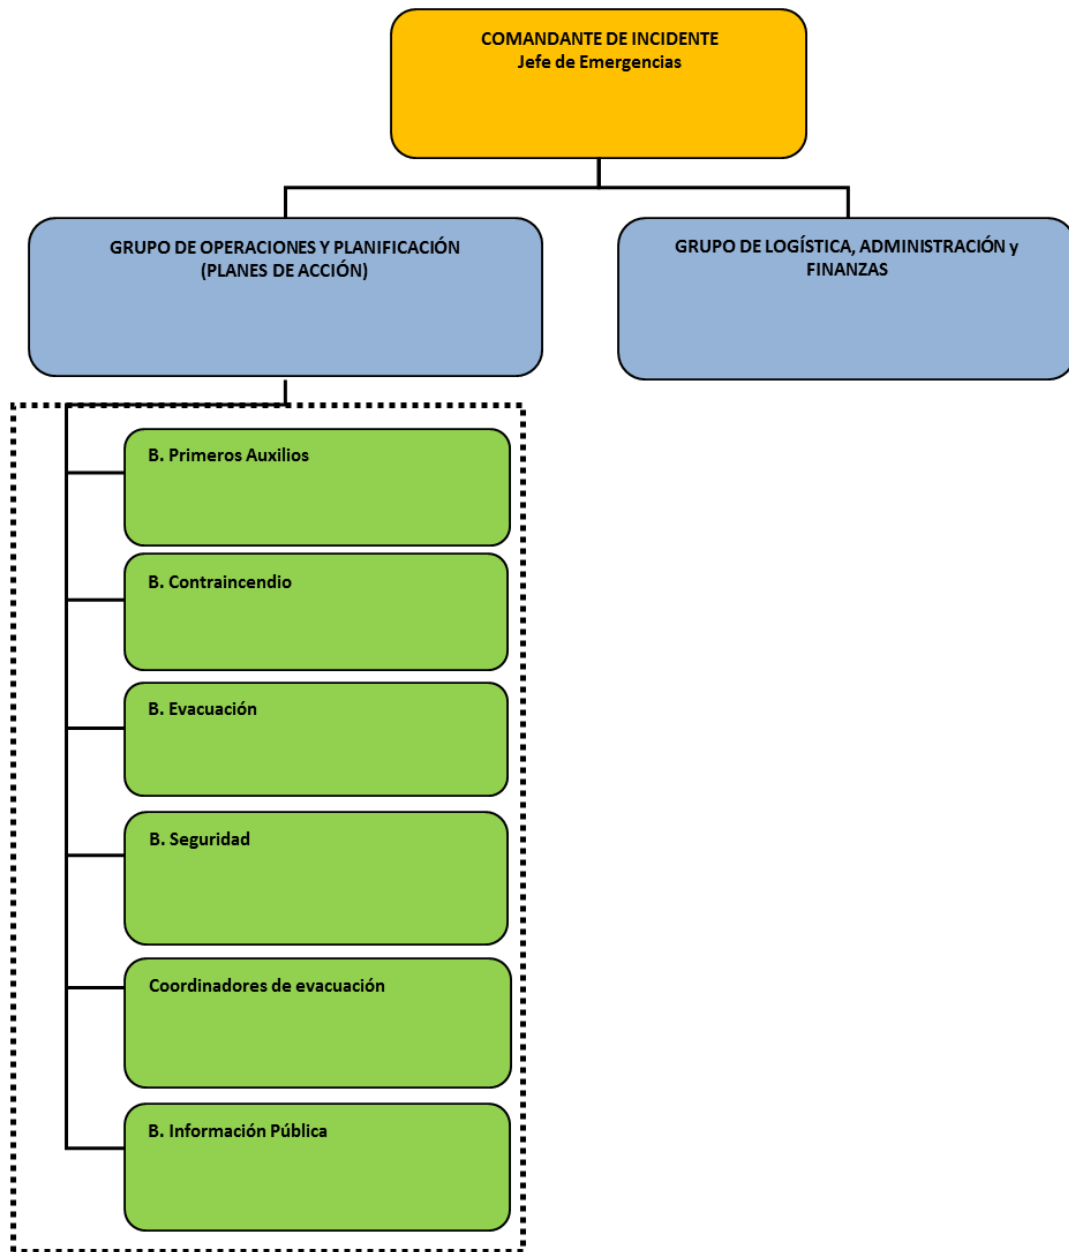 COMANDANTE DE INCIDENTE
Jefe de Emergencias
GRUPO DE OPERACIONES Y PLANIFICACIÓN
(PLANES DE ACCIÓN)
GRUPO DE LOGÍSTICA, ADMINISTRACIÓN y
FINANZAS
B. Primeros Auxilios
B. Contraincendio
B. Evacuación
B. Seguridad
Coordinadores de evacuación
B. Información Pública